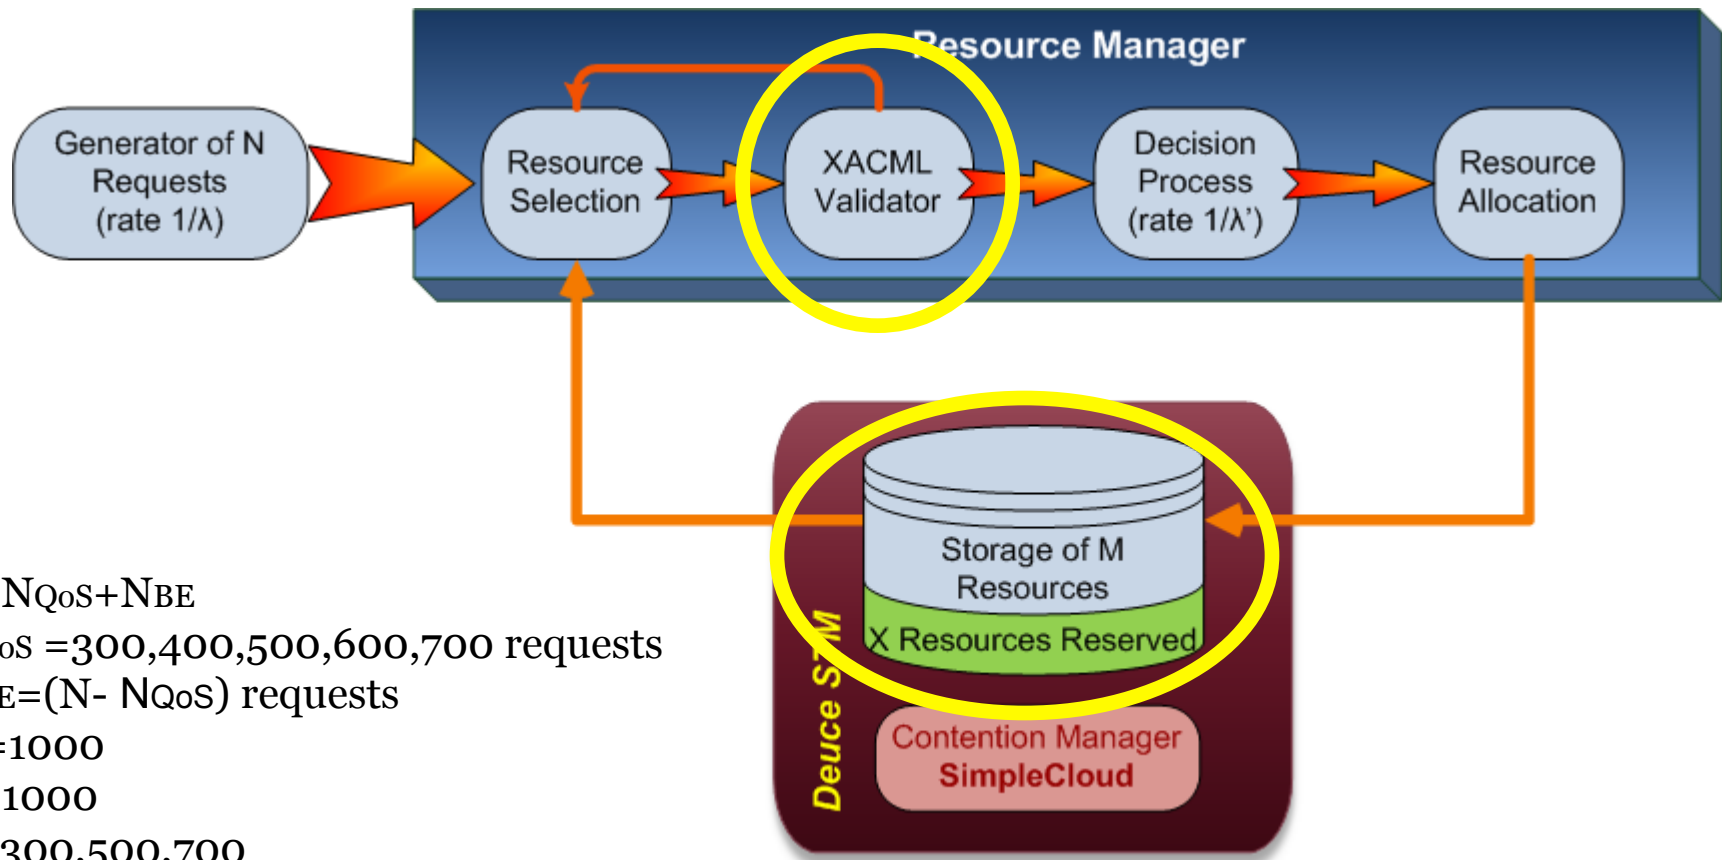 Resource Manager
Generator of N
Requests
(rate 1/λ)
Resource
Selection
XACML
Validator
Decision
Process
(rate 1/λ’)
Resource
Allocation
Storage of M
Resources
X Resources Reserved
Deuce STM
Contention Manager
SimpleCloud
NQoS+NBE
oS =300,400,500,600,700 requests
E=(N- NQoS) requests
=1000
1000
300,500,700